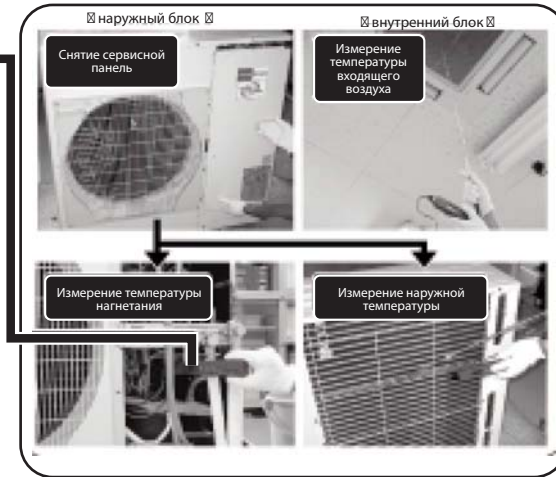 наружный блок
внутренний блок
Снятие сервисной
панель
Измерение
температуры
входящего
воздуха
Измерение температуры
нагнетания
Измерение наружной
температуры